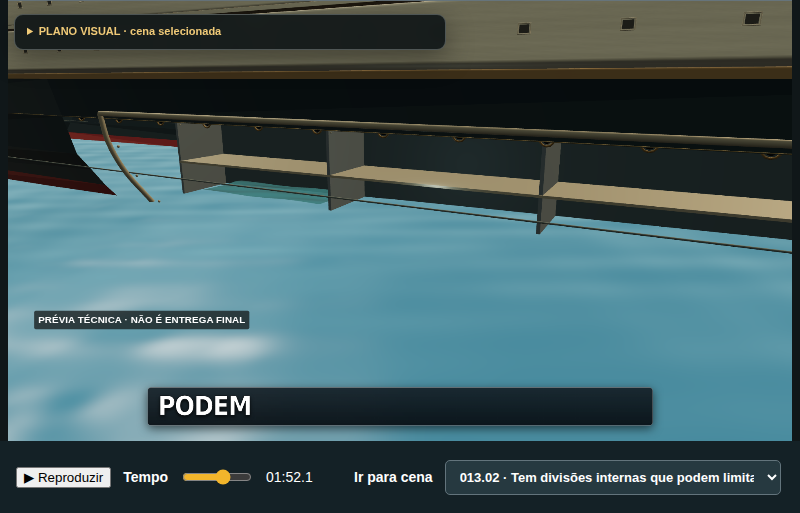 ▶ PLANO VISUAL · cena selecionada
PRÉVIA TÉCNICA · NÃO É ENTREGA FINAL
PODEM
▶ Reproduzir Tempo 01:52.1 Ir para cena 013.02 · Tem divisões internas que podem limita